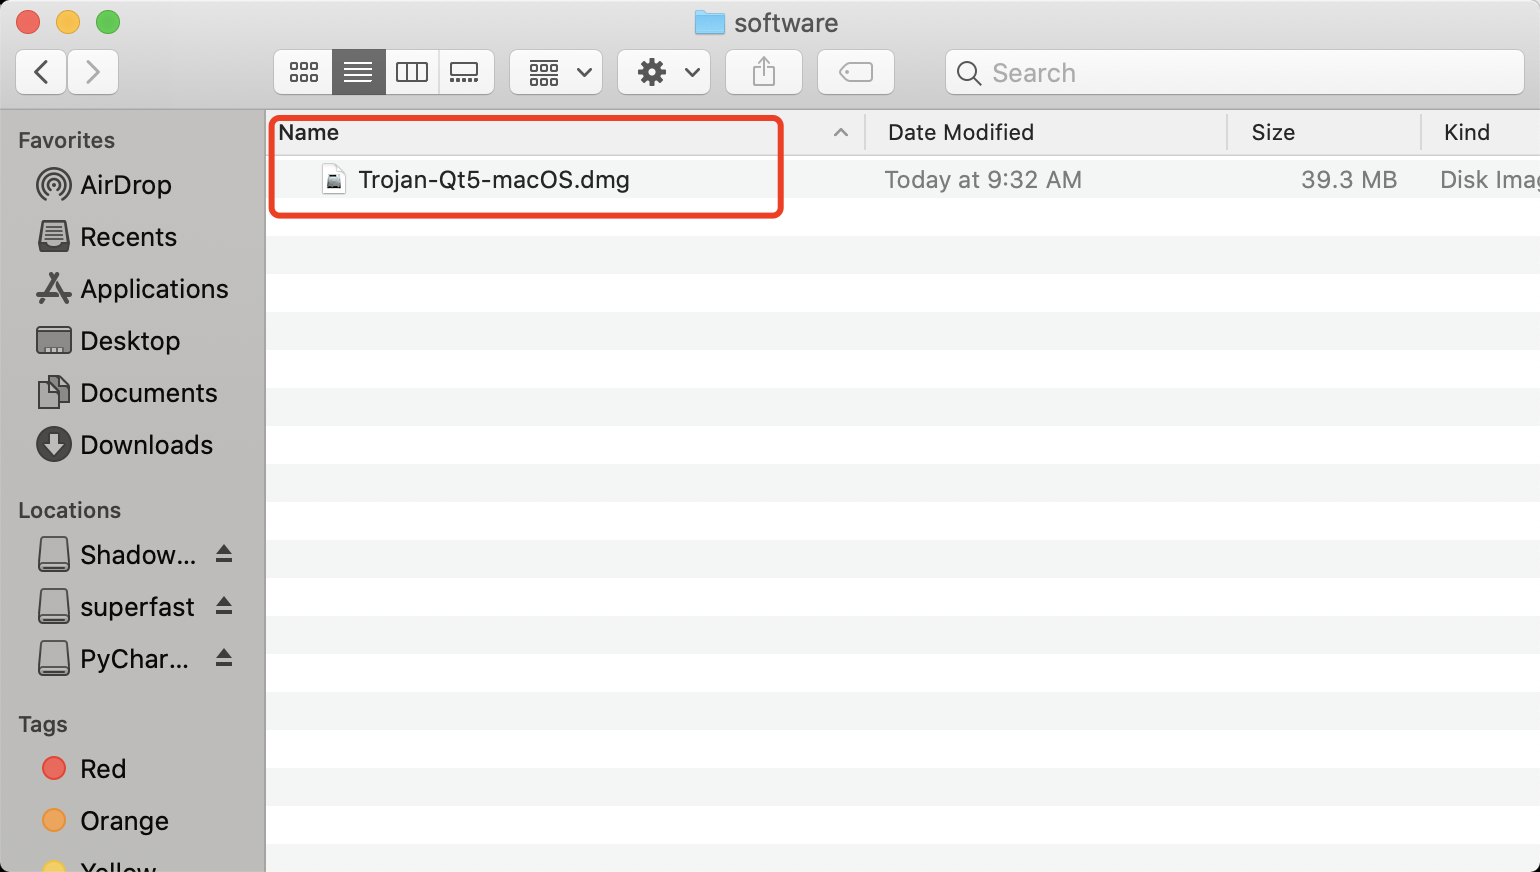 software
Search
Favorites
AirDrop
Recents
Applications
Desktop
Documents
Downloads
Locations
Shadow...
superfast
PyChar...
Tags
Red
Orange
Yellow
Name Date Modified Size Kind
Trojan-Qt5-macOS.dmg Today at 9:32 AM 39.3 MB Disk Imag